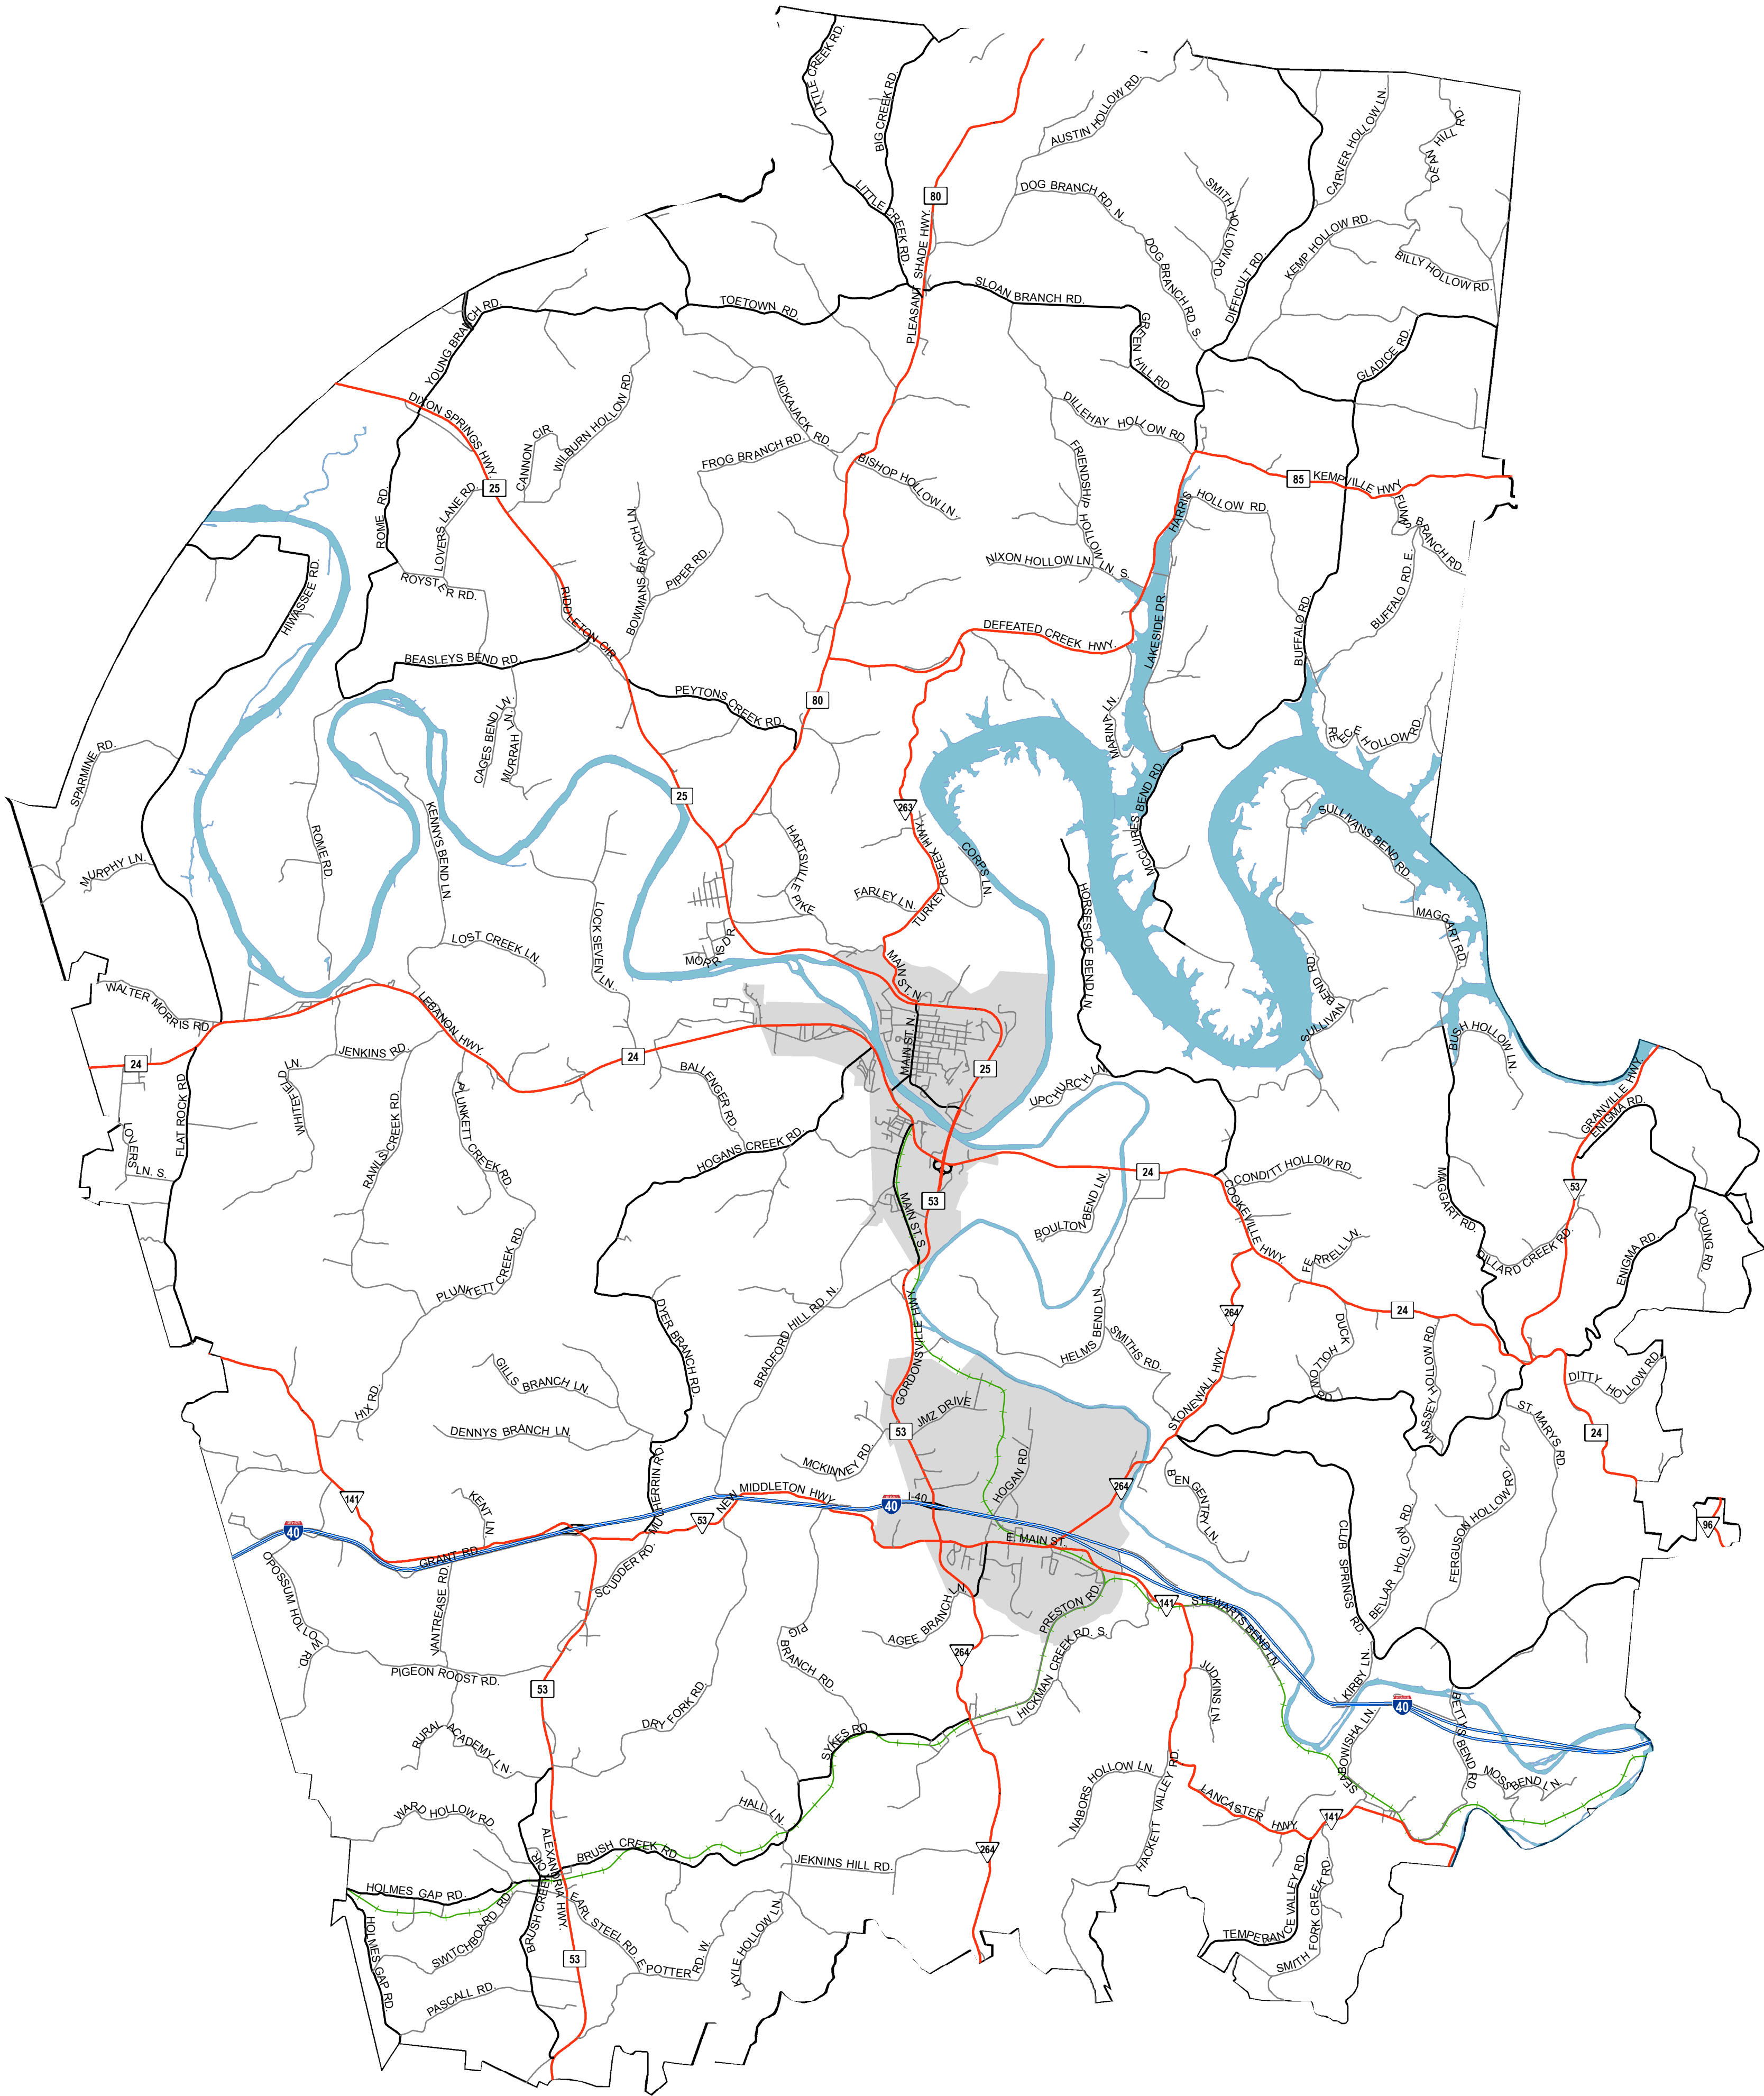 LITTLE CREEK RD.
BIG CREEK RD.
AUSTIN HOLLOW RD.
CARVER HOLLOW LN.
DEAN HILL RD.
LITTLE CREEK RD.
80
PLEASANT SHADE HWY.
DOG BRANCH RD. N.
SMITH HOLLOW RD.
DOG BRANCH RD. S.
DIFFICULT RD.
KEMP HOLLOW RD.
BILLY HOLLOW RD.
YOUNG BRANCH RD.
TOETOWN RD
SLOAN BRANCH RD.
GREEN HILL RD.
GLADICE RD.
DIXON SPRINGS HWY
CANNON CIR.
WILBURN HOLLOW RD.
NICKAJACK RD.
FROG BRANCH RD.
BISHOP HOLLOW LN.
DILLEHAY HOLLOW RD.
FRIENDSHIP HOLLOW LN. S.
25
85
KEMPVILLE HWY
HARRIS HOLLOW RD.
FUNNS BRANCH RD.
ROME RD.
LOVERS LANE RD.
ROYSTER RD.
BOWMANS BRANCH LN.
PIPER RD.
NIXON HOLLOW LN.
BUFFALO RD. E.
HIWASSEE RD.
RIDDLETON CIR.
DEFEATED CREEK HWY.
LAKESIDE DR.
BUFFALO RD.
BEASLEYS BEND RD.
PEYTONS CREEK RD.
80
CAGES BEND LN.
MURRAH LN.
MARINA LN.
REECE HOLLOW RD.
SPARMINE RD.
25
263
MCCLURES BEND RD.
SULLIVANS BEND RD.
MURPHY LN.
ROME RD.
KENNYS BEND LN.
HARTSVILLE PIKE
FARLEY LN.
TURKEY CREEK HWY.
CORPS LN.
HORSESHOE BEND LN.
MAGGART RD.
LOST CREEK LN.
LOCK SEVEN LN.
MORRIS DR
MAIN ST. N.
SULLIVAN BEND RD.
WALTER MORRIS RD.
LEBANON HWY.
BUSH HOLLOW LN.
24
JENKINS RD.
24
MAIN ST. N.
25
WHITEFIELD LN.
FLAT ROCK RD
LOVERS LN. S.
RAWLS CREEK RD.
PLUNKETT CREEK RD.
BALLENGER RD.
HOGANS CREEK RD.
UPCHURCH LN.
GRANVILLE HWY.
ENIGMA RD.
24
CONDITT HOLLOW RD.
53
MAIN ST. S.
BOULTON BEND LN.
COOKEVILLE HWY.
FERRELL LN.
MAGGART RD.
DILLARD CREEK RD.
53
ENIGMA RD.
YOUNG RD.
PLUNKETT CREEK RD.
DYER BRANCH RD.
BRADFORD HILL RD. N.
GORDONSVILLE HWY
HELMS BEND LN.
SMITHS RD.
264
24
DUCK HOLLOW RD.
MASSEY HOLLOW RD.
DITTY HOLLOW RD.
GILLS BRANCH LN.
HIX RD.
DENNYS BRANCH LN.
JMZ DRIVE
53
MCKINNEY RD.
HOGAN RD.
STONEWALL HWY
264
BEN GENTRY LN
ST. MARYS RD.
24
96
141
40
KENT LN.
GRANT RD.
MULHERRIN RD.
53
NEW MIDDLETON HWY.
40
I-40
E. MAIN ST.
CLUB SPRINGS RD.
BELLAR HOLLOW RD.
FERGUSON HOLLOW RD.
OPOSSUM HOLLOW RD.
VANTREASE RD.
SCUDDER RD.
AGEE BRANCH LN.
PRESTON RD.
141
STEWARTS BEND LN.
PIG BRANCH RD.
HICKMAN CREEK RD. S.
264
PIGEON ROOST RD.
53
JUDKINS LN.
KIRBY LN.
40
RURAL ACADEMY LN.
DRY FORK RD.
SYKES RD
SEABOWISHA LN.
BETTYS BEND RD
MOSS BEND LN.
NABORS HOLLOW LN.
HACKETT VALLEY RD.
LANCASTER HWY.
141
WARD HOLLOW RD.
HALL LN.
BRUSH CREEK RD
ALEXANDRIA HWY.
JEKNINS HILL RD.
264
HOLMES GAP RD.
SWITCHBOARD RD.
BRUSH CREEK CIR.
EARL STEEL RD. E.
POTTER RD. W.
KYLE HOLLOW LN.
TEMPERANCE VALLEY RD.
SMITH FORK CREEK RD.
HOLMES GAP RD.
PASCALL RD.
53